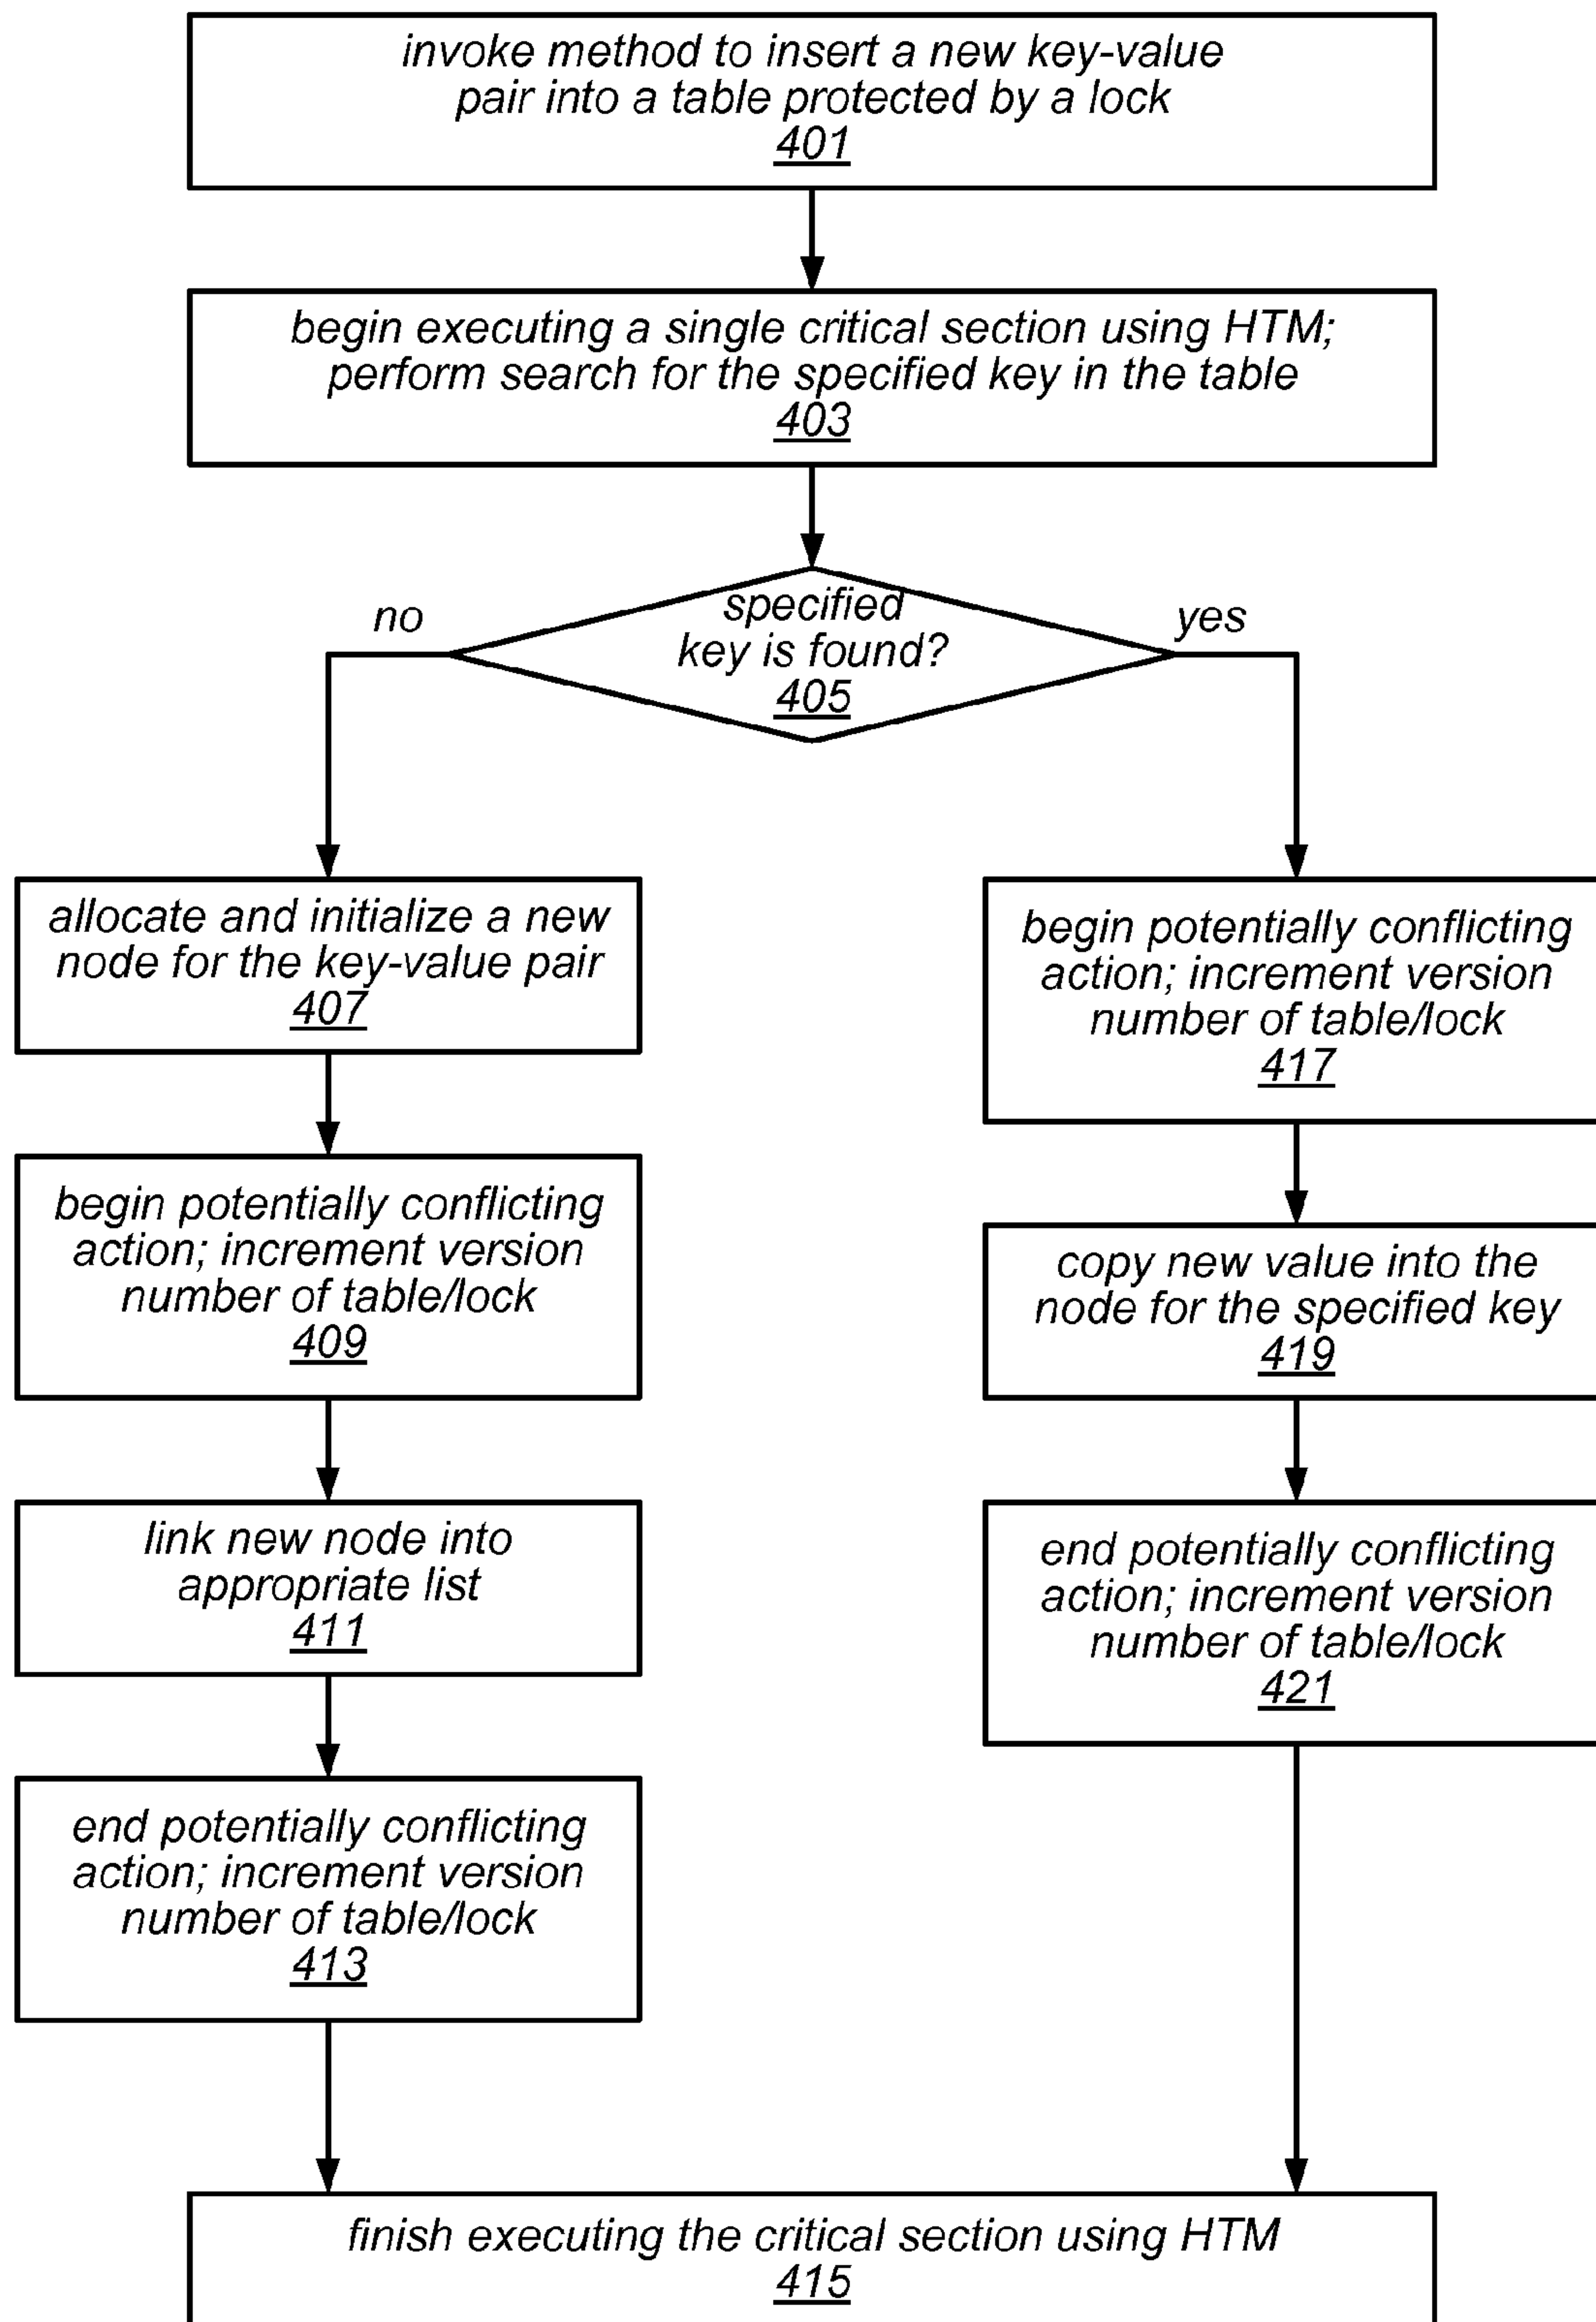 invoke method to insert a new key-value
pair into a table protected by a lock
401
begin executing a single critical section using HTM;
perform search for the specified key in the table
403
no
specified
key is found?
405
yes
allocate and initialize a new
node for the key-value pair
407
begin potentially conflicting
action; increment version
number of table/lock
409
link new node into
appropriate list
411
end potentially conflicting
action; increment version
number of table/lock
413
begin potentially conflicting
action; increment version
number of table/lock
417
copy new value into the
node for the specified key
419
end potentially conflicting
action; increment version
number of table/lock
421
finish executing the critical section using HTM
415